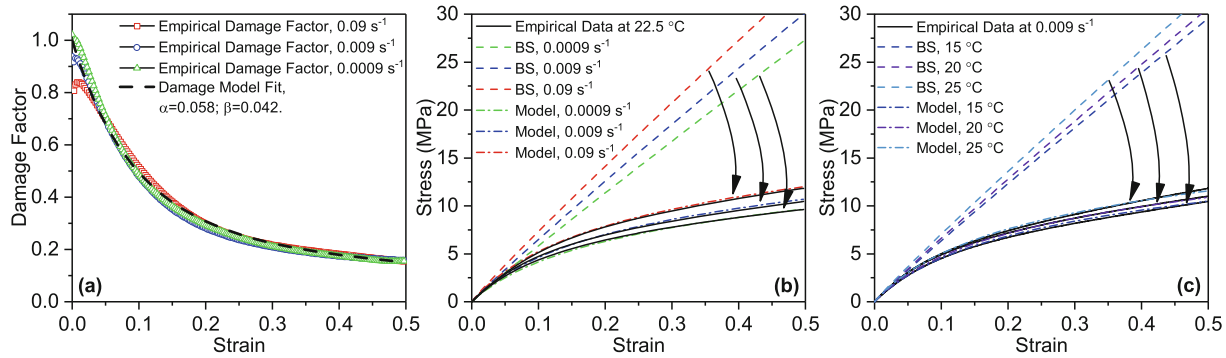 1.0
0.8
0.6
0.4
0.2
0.0
Damage Factor
Empirical Damage Factor, 0.09 s⁻¹
Empirical Damage Factor, 0.009 s⁻¹
Empirical Damage Factor, 0.0009 s⁻¹
Damage Model Fit,
α=0.058; β=0.042.
(a)
0.0 0.1 0.2 0.3 0.4 0.5
Strain
30
25
20
15
10
5
0
Stress (MPa)
Empirical Data at 22.5 °C
BS, 0.0009 s⁻¹
BS, 0.009 s⁻¹
BS, 0.09 s⁻¹
Model, 0.0009 s⁻¹
Model, 0.009 s⁻¹
Model, 0.09 s⁻¹
(b)
0.0 0.1 0.2 0.3 0.4 0.5
Strain
30
25
20
15
10
5
0
Stress (MPa)
Empirical Data at 0.009 s⁻¹
BS, 15 °C
BS, 20 °C
BS, 25 °C
Model, 15 °C
Model, 20 °C
Model, 25 °C
(c)
0.0 0.1 0.2 0.3 0.4 0.5
Strain